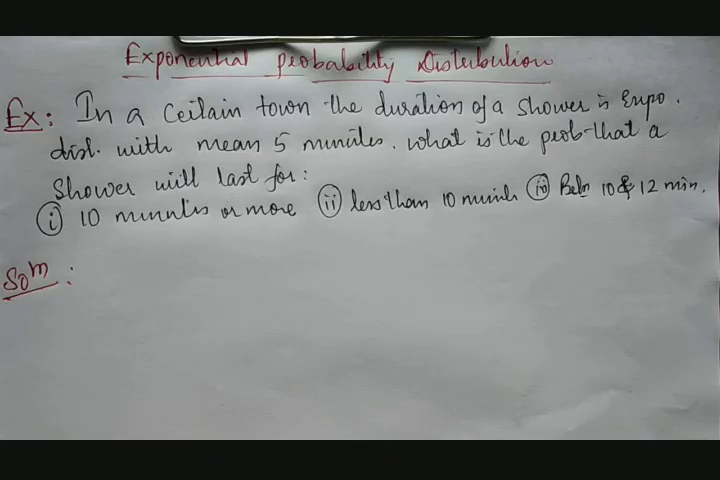 Exponential probability Distribution
Ex: In a certain town the duration of a shower is Expo.
dist. with mean 5 minutes. what is the prob that a
shower will last for:
(i) 10 minutes or more (ii) less than 10 minute (iii) Betn 10 & 12 min.
Soln: